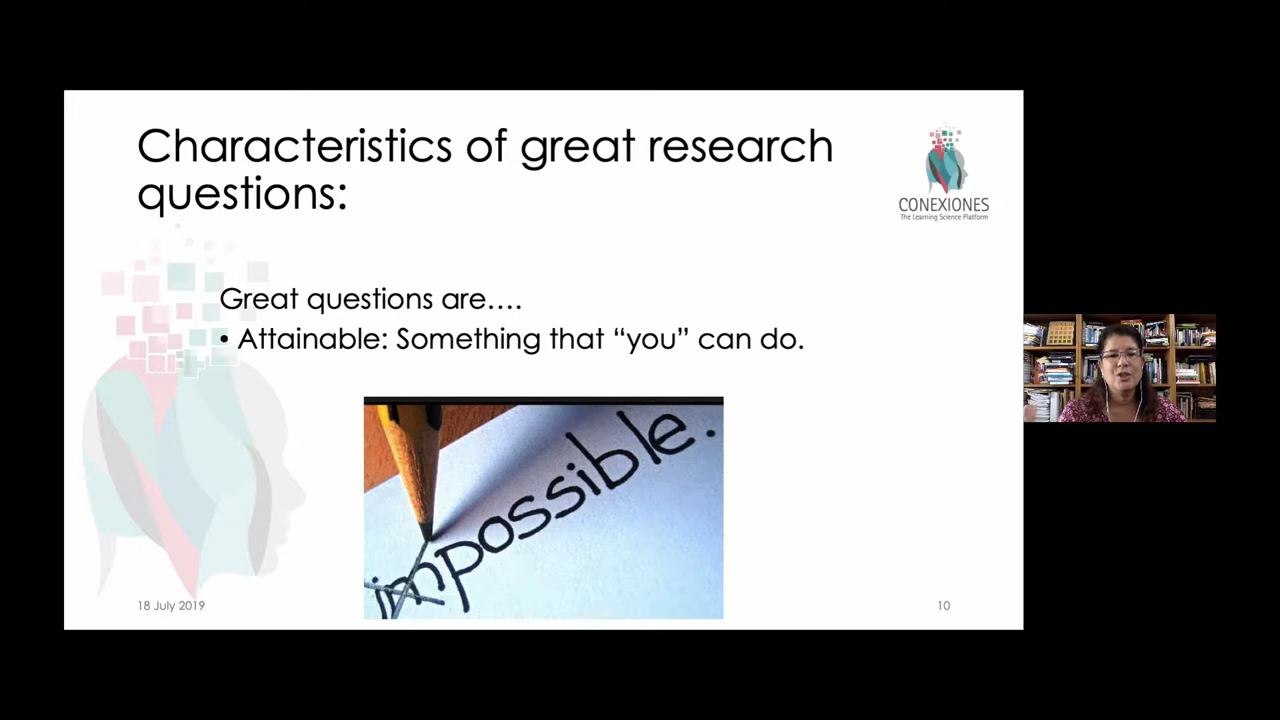 Characteristics of great research
questions:
CONEXIONES
The Learning Science Platform
Great questions are….
• Attainable: Something that “you” can do.
impossible.
18 July 2019
10